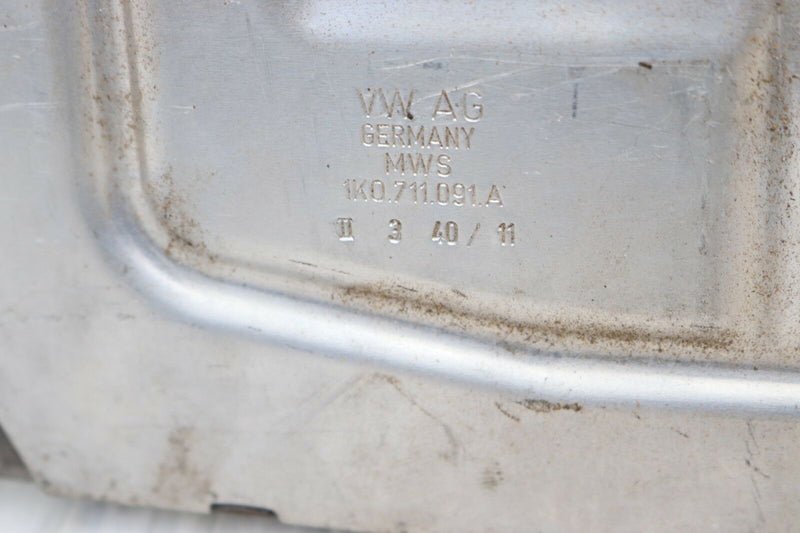 VW AG
GERMANY
MWS
1K0.711.091.A
II 3 40 / 11